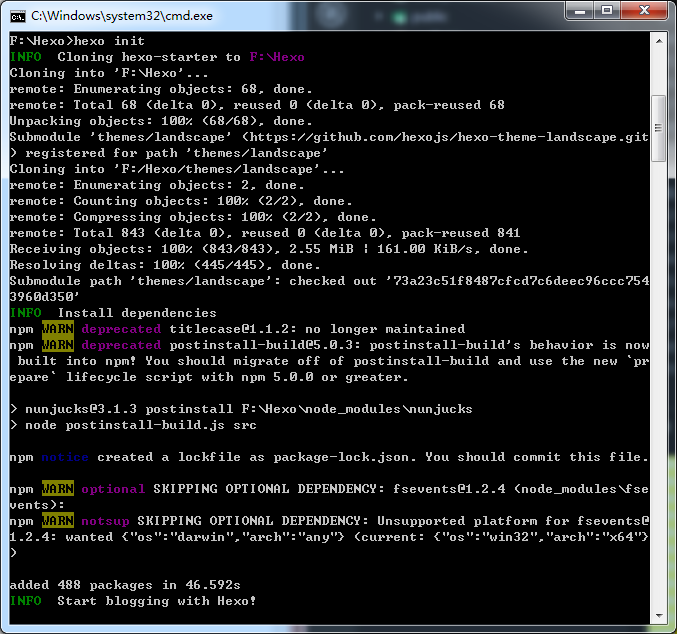 C:\Windows\system32\cmd.exe
F:\Hexo>hexo init
INFO  Cloning hexo-starter to F:\Hexo
Cloning into 'F:\Hexo'...
remote: Enumerating objects: 68, done.
remote: Total 68 (delta 0), reused 0 (delta 0), pack-reused 68
Unpacking objects: 100% (68/68), done.
Submodule 'themes/landscape' (https://github.com/hexojs/hexo-theme-landscape.git
) registered for path 'themes/landscape'
Cloning into 'F:/Hexo/themes/landscape'...
remote: Enumerating objects: 2, done.
remote: Counting objects: 100% (2/2), done.
remote: Compressing objects: 100% (2/2), done.
remote: Total 843 (delta 0), reused 0 (delta 0), pack-reused 841
Receiving objects: 100% (843/843), 2.55 MiB ¦ 161.00 KiB/s, done.
Resolving deltas: 100% (445/445), done.
Submodule path 'themes/landscape': checked out '73a23c51f8487cfcd7c6deec96ccc754
3960d350'
INFO  Install dependencies
npm WARN deprecated titlecase@1.1.2: no longer maintained
npm WARN deprecated postinstall-build@5.0.3: postinstall-build's behavior is now
 built into npm! You should migrate off of postinstall-build and use the new `pr
epare` lifecycle script with npm 5.0.0 or greater.
> nunjucks@3.1.3 postinstall F:\Hexo\node_modules\nunjucks
> node postinstall-build.js src
npm notice created a lockfile as package-lock.json. You should commit this file.
npm WARN optional SKIPPING OPTIONAL DEPENDENCY: fsevents@1.2.4 (node_modules\fse
vents):
npm WARN notsup SKIPPING OPTIONAL DEPENDENCY: Unsupported platform for fsevents@
1.2.4: wanted {"os":"darwin","arch":"any"} (current: {"os":"win32","arch":"x64"}
)
added 488 packages in 46.592s
INFO  Start blogging with Hexo!